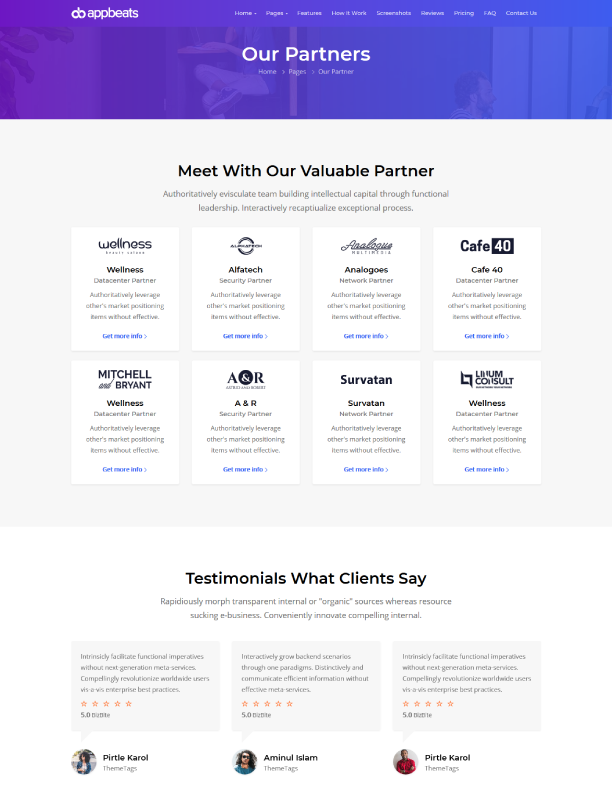 appbeats
Home Pages Features How It Work Screenshots Reviews Pricing FAQ Contact Us
Our Partners
Home > Pages > Our Partner
Meet With Our Valuable Partner
Authoritatively evisculate team building intellectual capital through functional
leadership. Interactively recaptiualize exceptional process.
wellness
beauty saloon
Wellness
Datacenter Partner
Authoritatively leverage
other's market positioning
items without effective.
Get more info >
ALPHATECH
Alfatech
Security Partner
Authoritatively leverage
other's market positioning
items without effective.
Get more info >
Analogue
MULTIMEDIA
Analogoes
Network Partner
Authoritatively leverage
other's market positioning
items without effective.
Get more info >
Cafe 40
Cafe 40
Datacenter Partner
Authoritatively leverage
other's market positioning
items without effective.
Get more info >
MITCHELL
and BRYANT
Wellness
Datacenter Partner
Authoritatively leverage
other's market positioning
items without effective.
Get more info >
A&R
A & R
Security Partner
Authoritatively leverage
other's market positioning
items without effective.
Get more info >
Survatan
Survatan
Network Partner
Authoritatively leverage
other's market positioning
items without effective.
Get more info >
LINUM
CONSULT
Wellness
Datacenter Partner
Authoritatively leverage
other's market positioning
items without effective.
Get more info >
Testimonials What Clients Say
Rapidiously morph transparent internal or "organic" sources whereas resource
sucking e-business. Conveniently innovate compelling internal.
Intrinsicly facilitate functional imperatives
without next-generation meta-services.
Compellingly revolutionize worldwide users
vis-a-vis enterprise best practices.
5.0 BizBite
Pirtle Karol
ThemeTags
Interactively grow backend scenarios
through one paradigms. Distinctively and
communicate efficient information without
effective meta-services.
5.0 BizBite
Aminul Islam
ThemeTags
Intrinsicly facilitate functional imperatives
without next-generation meta-services.
Compellingly revolutionize worldwide users
vis-a-vis enterprise best practices.
5.0 BizBite
Pirtle Karol
ThemeTags